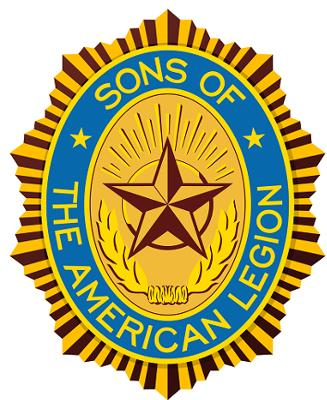 SONS OF
THE AMERICAN LEGION